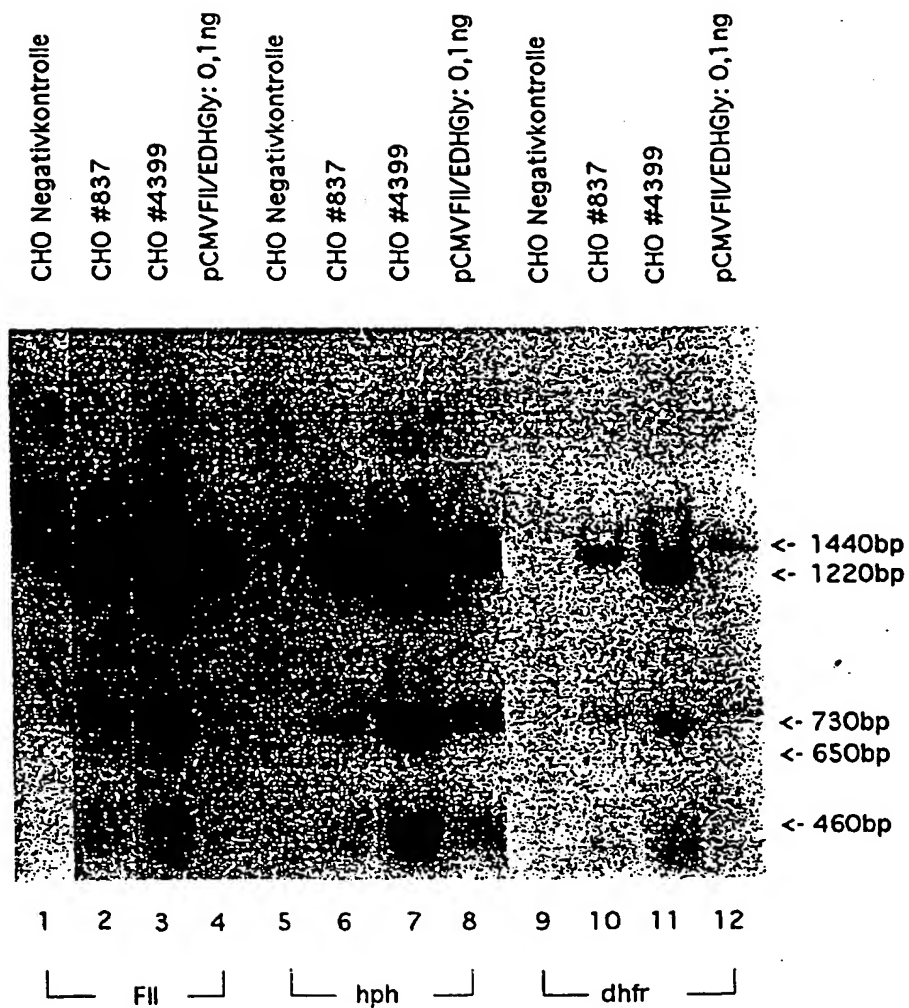 CHO Negativkontrolle
CHO #837
CHO #4399
pCMVFII/EDHGly: 0,1ng
CHO Negativkontrolle
CHO #837
CHO #4399
pCMVFII/EDHGly: 0,1ng
CHO Negativkontrolle
CHO #837
CHO #4399
pCMVFII/EDHGly: 0,1ng
<- 1440bp
<- 1220bp
<- 730bp
<- 650bp
<- 460bp
1 2 3 4 5 6 7 8 9 10 11 12
FII hph dhfr